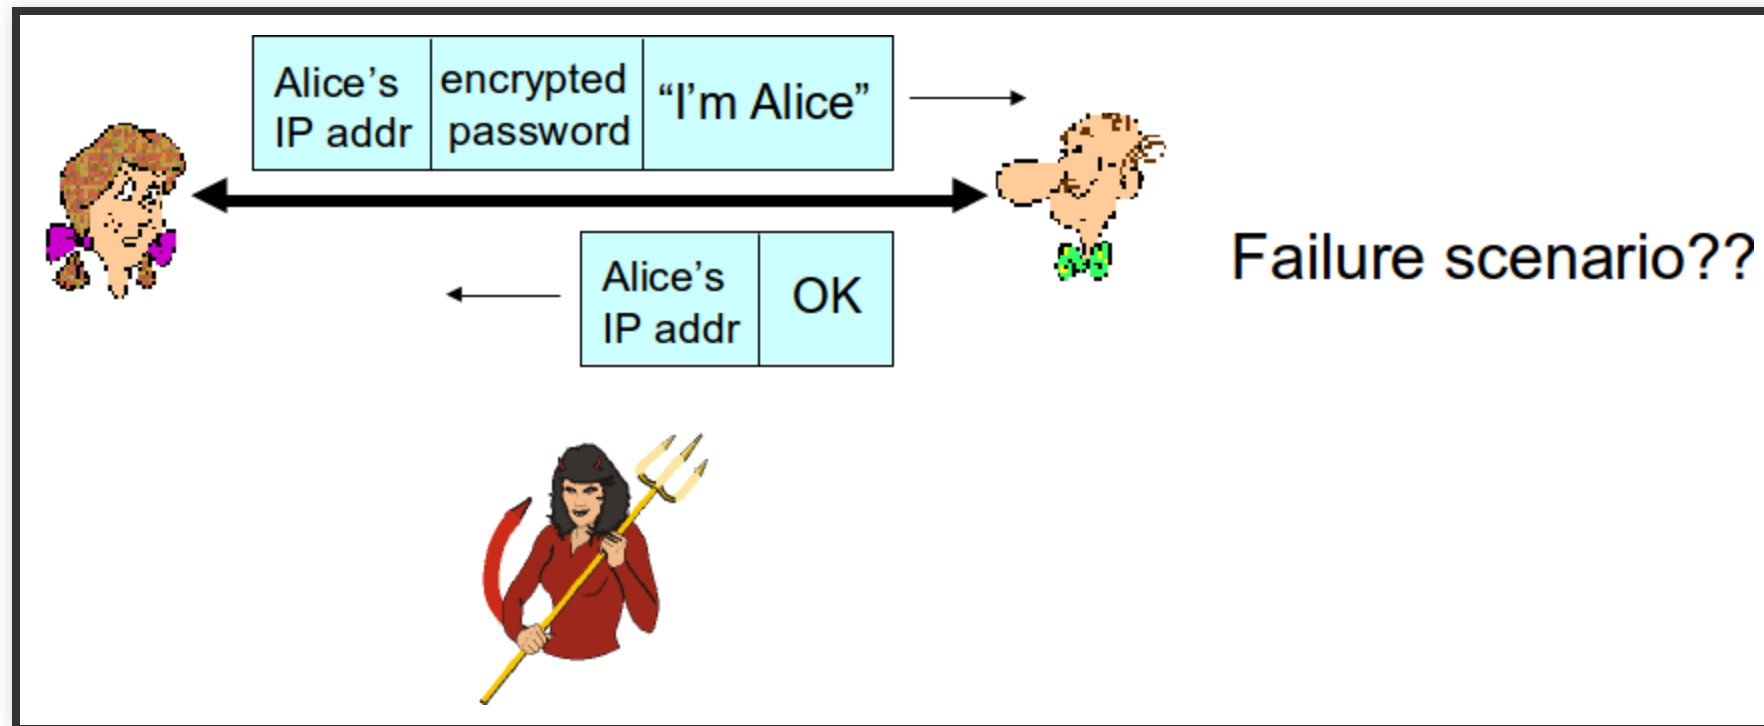 Alice’s
IP addr
encrypted
password
“I’m Alice”
Alice’s
IP addr
OK
Failure scenario??